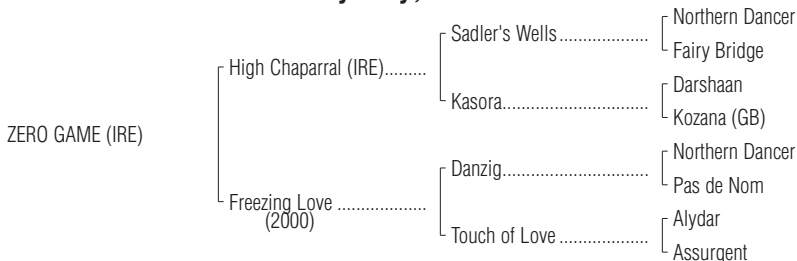 Northern Dancer
Sadler's Wells
Fairy Bridge
High Chaparral (IRE)
Darshaan
Kasora
Kozana (GB)
ZERO GAME (IRE)
Northern Dancer
Danzig
Pas de Nom
Freezing Love
(2000)
Alydar
Touch of Love
Assurgent